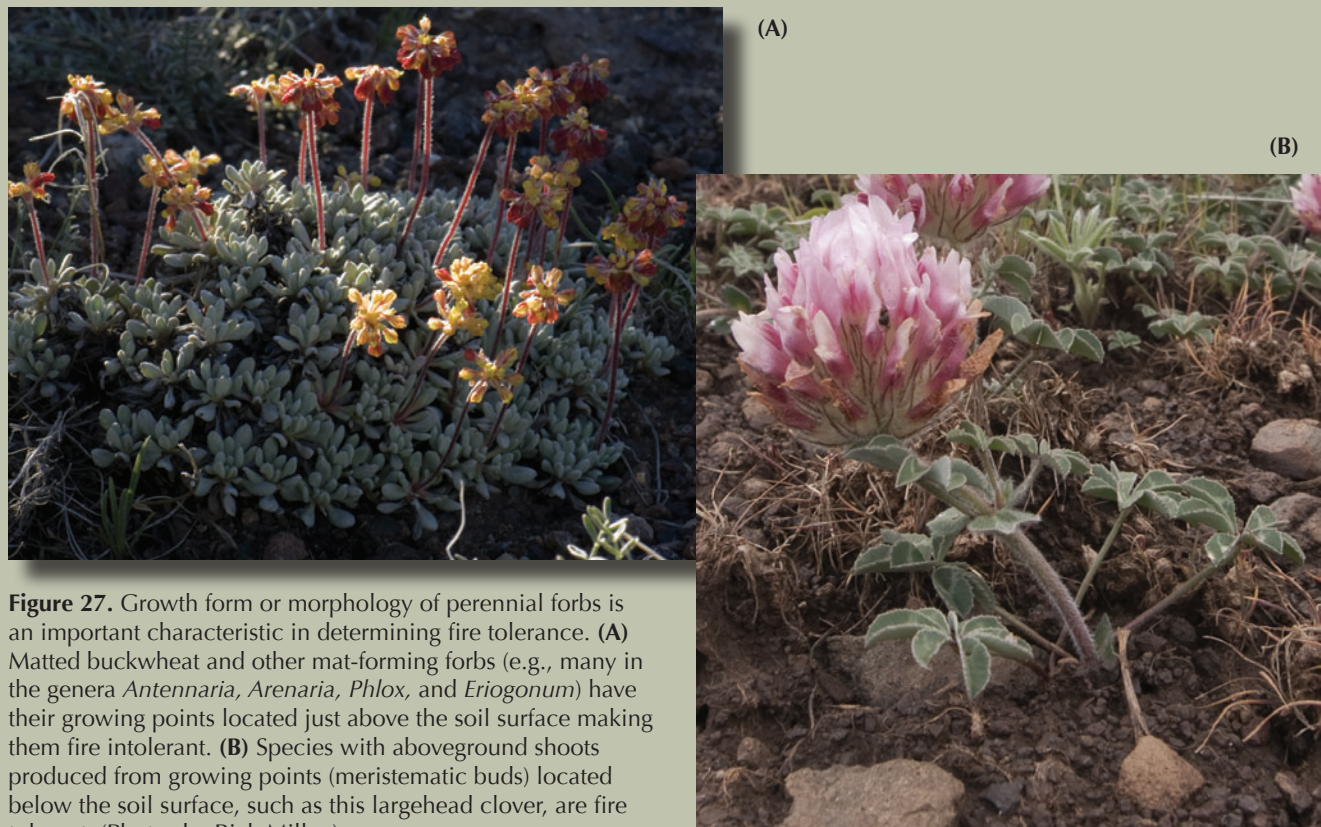 (A)
(B)
Figure 27. Growth form or morphology of perennial forbs is
an important characteristic in determining fire tolerance. (A)
Matted buckwheat and other mat-forming forbs (e.g., many in
the genera Antennaria, Arenaria, Phlox, and Eriogonum) have
their growing points located just above the soil surface making
them fire intolerant. (B) Species with aboveground shoots
produced from growing points (meristematic buds) located
below the soil surface, such as this largehead clover, are fire